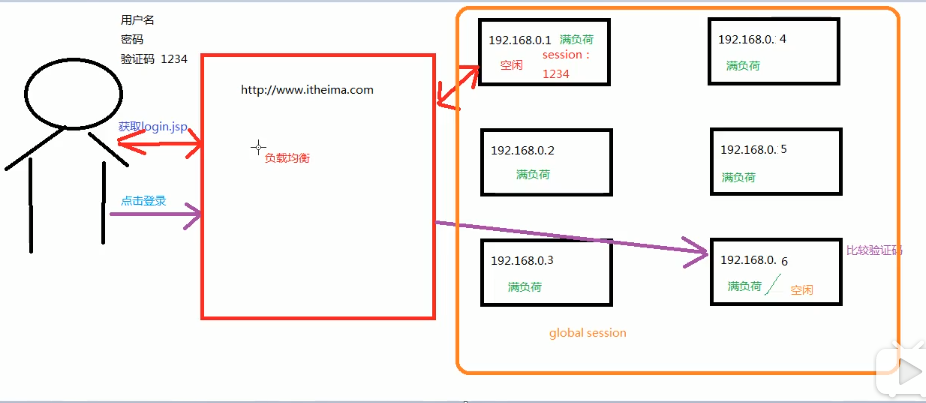 用户名
密码
验证码 1234
http://www.itheima.com
获取login.jsp
负载均衡
点击登录
192.168.0.1 满负荷
空闲
session：
1234
192.168.0. 4
满负荷
192.168.0.2
满负荷
192.168.0. 5
满负荷
192.168.0.3
满负荷
192.168.0. 6
满负荷
空闲
比较验证码
global session